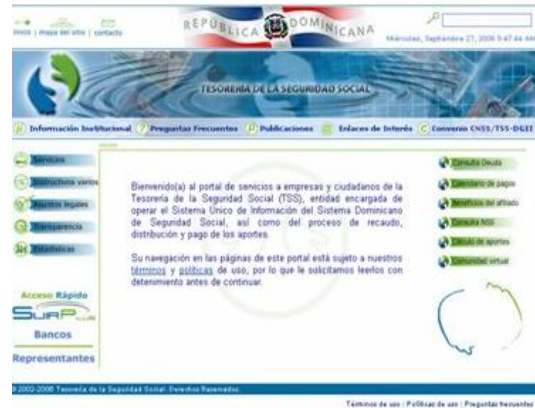 inicio | mapa del sitio | contacto
REPÚBLICA DOMINICANA
Miércoles, Septiembre 27, 2006 9:47:44 AM
TESORERIA DE LA SEGURIDAD SOCIAL
Información Institucional
Preguntas Frecuentes
Publicaciones
Enlaces de Interés
Convenio CNSS/TSS-DGII
Servicios
Instructivos varios
Asuntos legales
Transparencia
Estadísticas
Acceso Rápido
SuirPlus
Bancos
Representantes
Bienvenido(a) al portal de servicios a empresas y ciudadanos de la
Tesorería de la Seguridad Social (TSS), entidad encargada de
operar el Sistema Único de Información del Sistema Dominicano
de Seguridad Social, así como del proceso de recaudo,
distribución y pago de los aportes.
Su navegación en las páginas de este portal está sujeto a nuestros
términos y políticas de uso, por lo que le solicitamos leerlos con
detenimiento antes de continuar.
Consulta Deuda
Calendario de pagos
Beneficios del afiliado
Consulta NSS
Cálculo de aportes
Comunidad virtual
2002-2006 Tesorería de la Seguridad Social. Derechos Reservados.
Términos de uso | Políticas de uso | Preguntas frecuentes